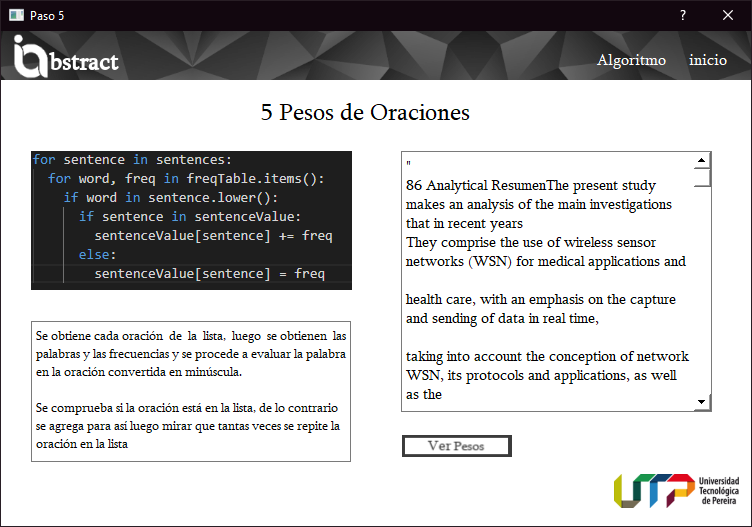 Paso 5
?
iabstract
Algoritmo
inicio
5 Pesos de Oraciones
for sentence in sentences:
for word, freq in freqTable.items():
if word in sentence.lower():
if sentence in sentenceValue:
sentenceValue[sentence] += freq
else:
sentenceValue[sentence] = freq
Se obtiene cada oración de la lista, luego se obtienen las
palabras y las frecuencias y se procede a evaluar la palabra
en la oración convertida en minúscula.
Se comprueba si la oración está en la lista, de lo contrario
se agrega para así luego mirar que tantas veces se repite la
oración en la lista
"
86 Analytical ResumenThe present study
makes an analysis of the main investigations
that in recent years
They comprise the use of wireless sensor
networks (WSN) for medical applications and
health care, with an emphasis on the capture
and sending of data in real time,
taking into account the conception of network
WSN, its protocols and applications, as well
as the
Ver Pesos
UTP
Universidad
Tecnológica
de Pereira